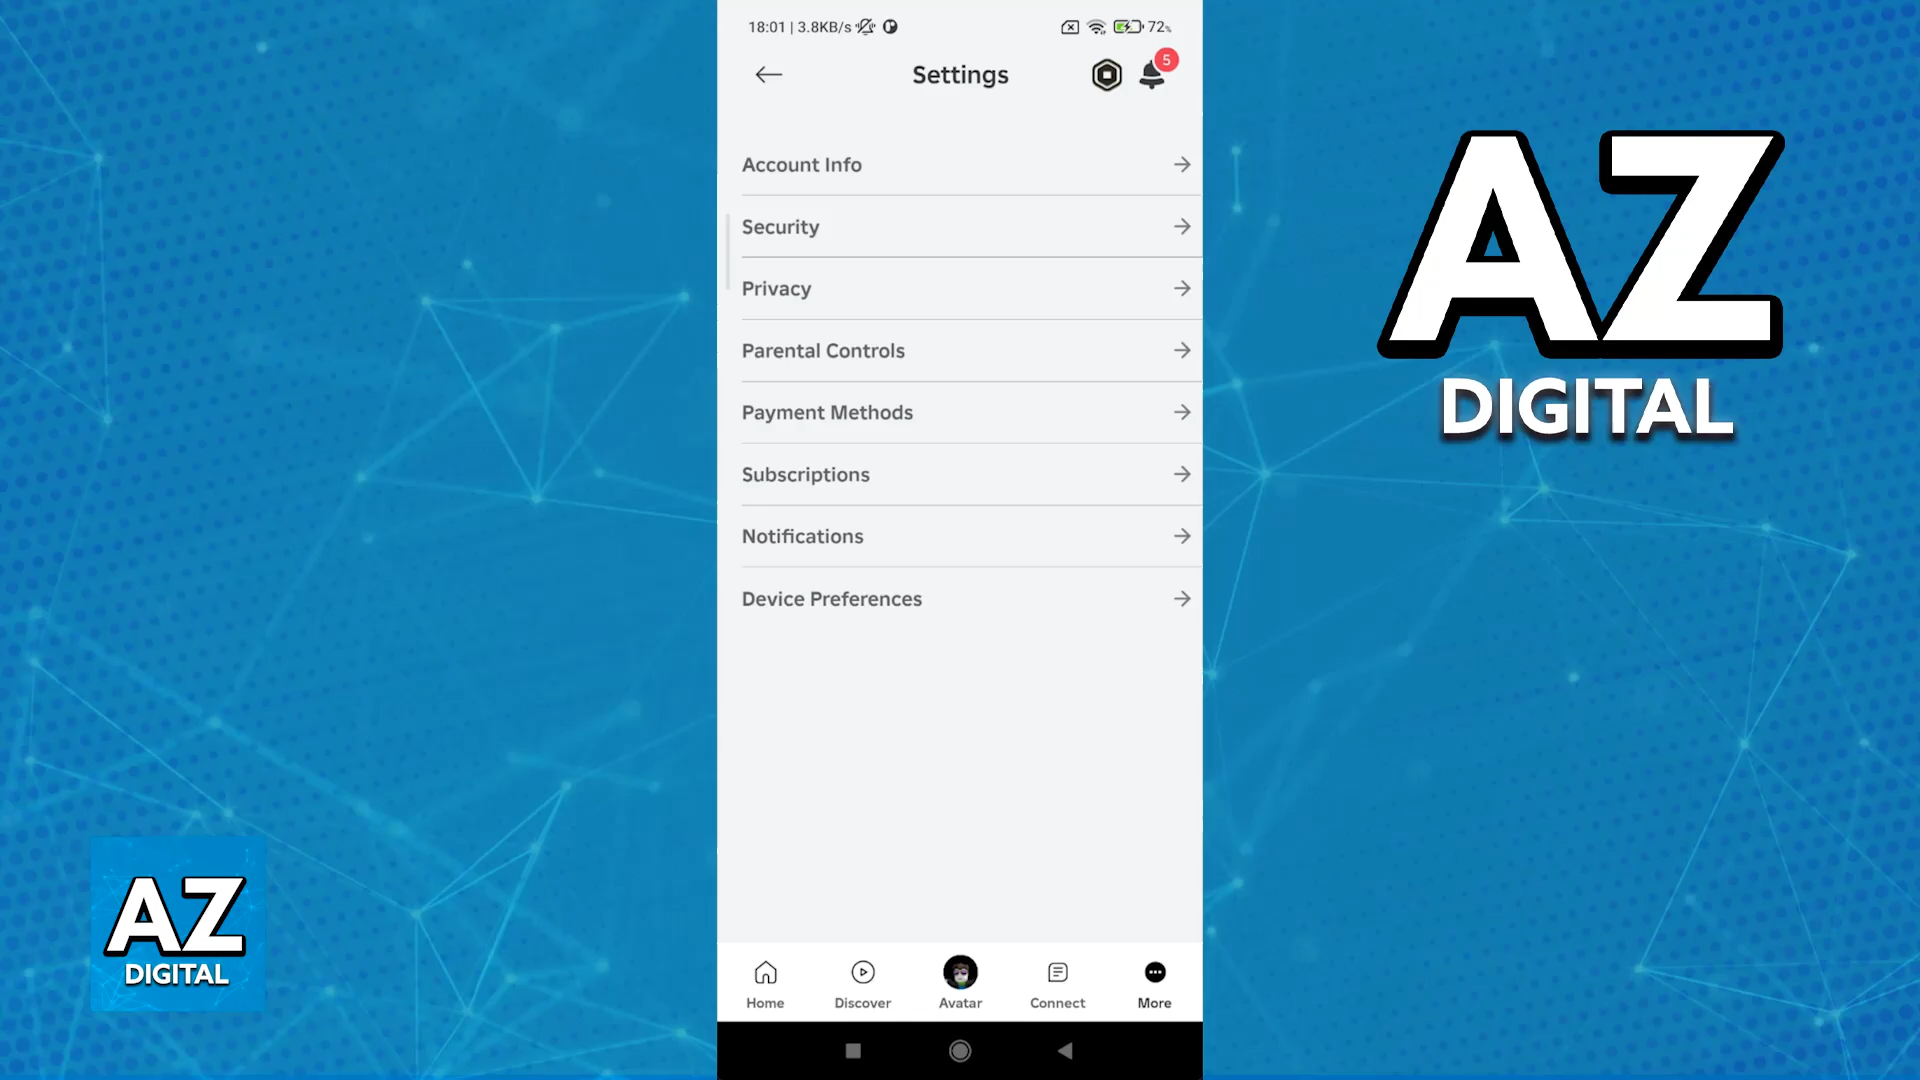 18:01 | 3.8KB/s
72%
Settings
5
Account Info
Security
Privacy
Parental Controls
Payment Methods
Subscriptions
Notifications
Device Preferences
Home
Discover
Avatar
Connect
More
AZ
DIGITAL
AZ
DIGITAL